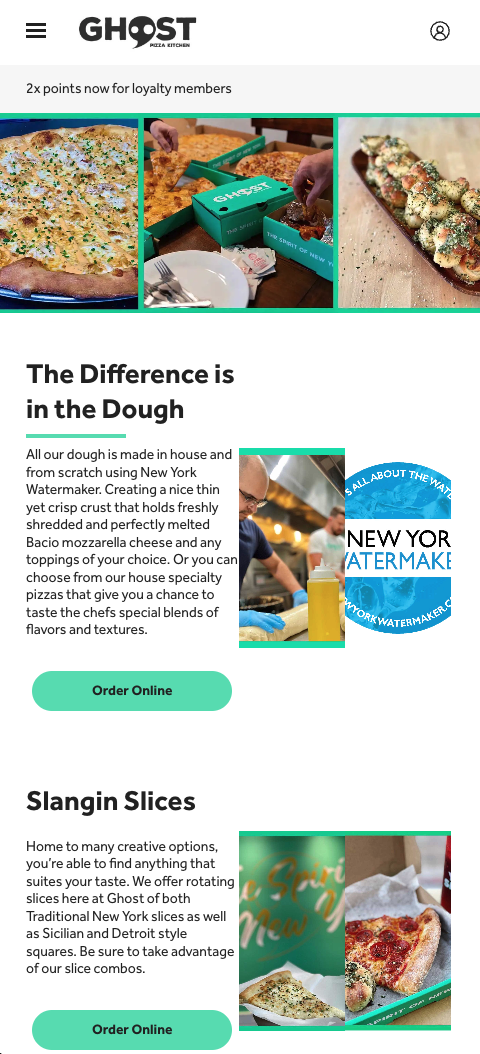 GHOST
PIZZA KITCHEN
2x points now for loyalty members
GHOST
THE SPIRIT OF NEW Y
The Difference is
in the Dough
All our dough is made in house and
from scratch using New York
Watermaker. Creating a nice thin
yet crisp crust that holds freshly
shredded and perfectly melted
Bacio mozzarella cheese and any
toppings of your choice. Or you can
choose from our house specialty
pizzas that give you a chance to
taste the chefs special blends of
flavors and textures.
S ALL ABOUT THE WATE
NEW YOR
WATERMAKE
WYORKWATERMAKER.C
Order Online
Slangin Slices
Home to many creative options,
you're able to find anything that
suites your taste. We offer rotating
slices here at Ghost of both
Traditional New York slices as well
as Sicilian and Detroit style
squares. Be sure to take advantage
of our slice combos.
e Spiri
New Y
SPIRIT OF NEW
Order Online